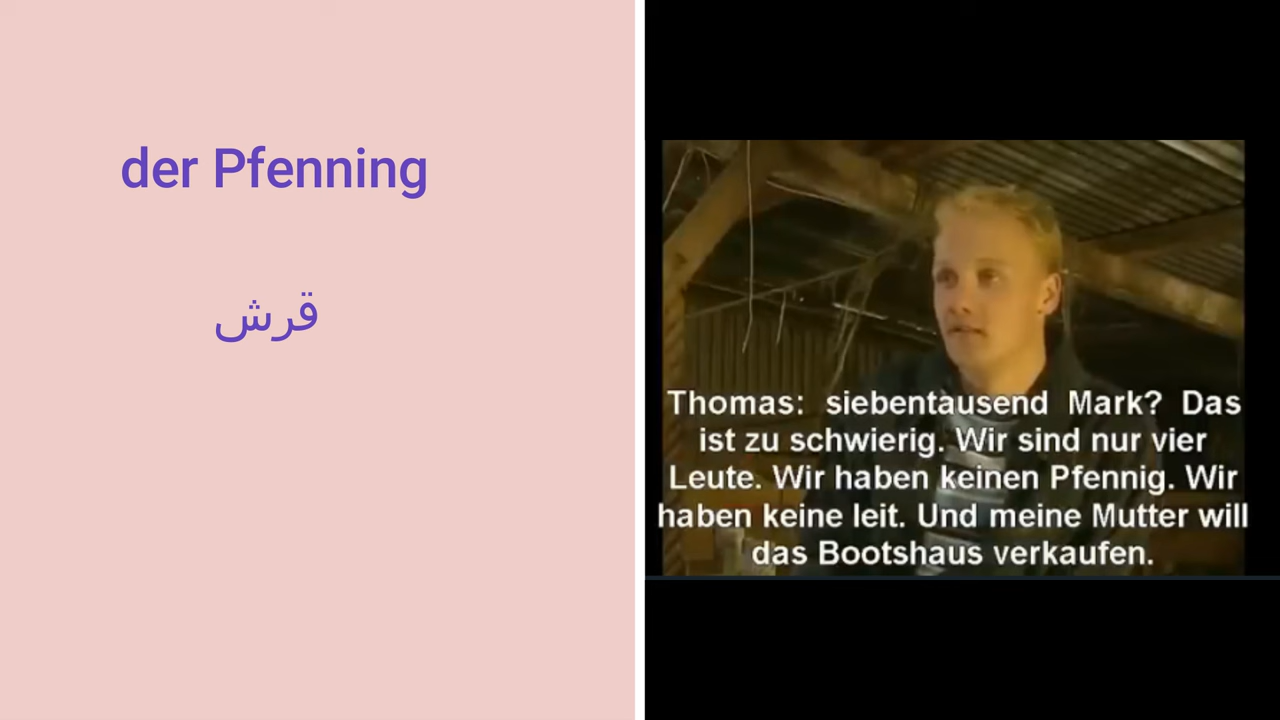 der Pfenning
قرش
Thomas: siebentausend Mark? Das
ist zu schwierig. Wir sind nur vier
Leute. Wir haben keinen Pfennig. Wir
haben keine leit. Und meine Mutter will
das Bootshaus verkaufen.